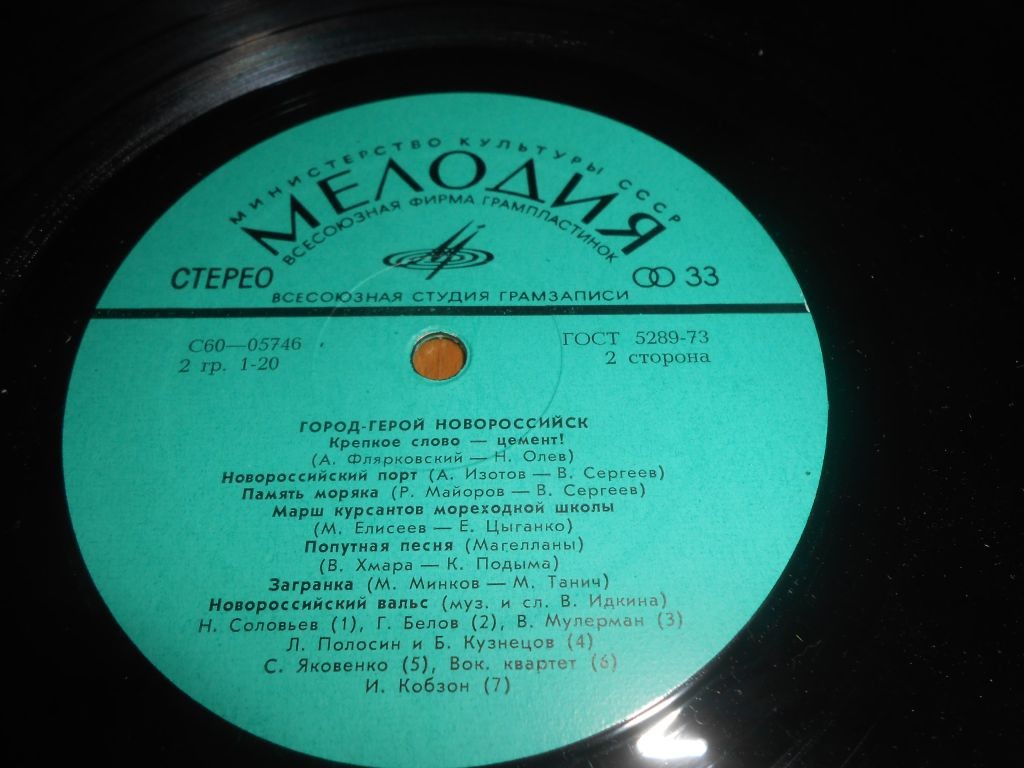 МИНИСТЕРСТВО КУЛЬТУРЫ СССР
МЕЛОДИЯ
ВСЕСОЮЗНАЯ ФИРМА ГРАМПЛАСТИНОК
СТЕРЕО
33
ВСЕСОЮЗНАЯ СТУДИЯ ГРАМЗАПИСИ
С60—05746
ГОСТ 5289-73
2 гр. 1-20
2 сторона
ГОРОД-ГЕРОЙ НОВОРОССИЙСК
Крепкое слово — цемент!
(А. Флярковский — Н. Олев)
Новороссийский порт (А. Изотов — В. Сергеев)
Память моряка (Р. Майоров — В. Сергеев)
Марш курсантов мореходной школы
(М. Елисеев — Е. Цыганко)
Попутная песня (Магелланы)
(В. Хмара — К. Подыма)
Загранка (М. Минков — М. Танич)
Новороссийский вальс (муз. и сл. В. Идкина)
Н. Соловьев (1), Г. Белов (2), В. Мулерман (3)
Л. Полосин и Б. Кузнецов (4)
С. Яковенко (5), Вок. квартет (6)
И. Кобзон (7)